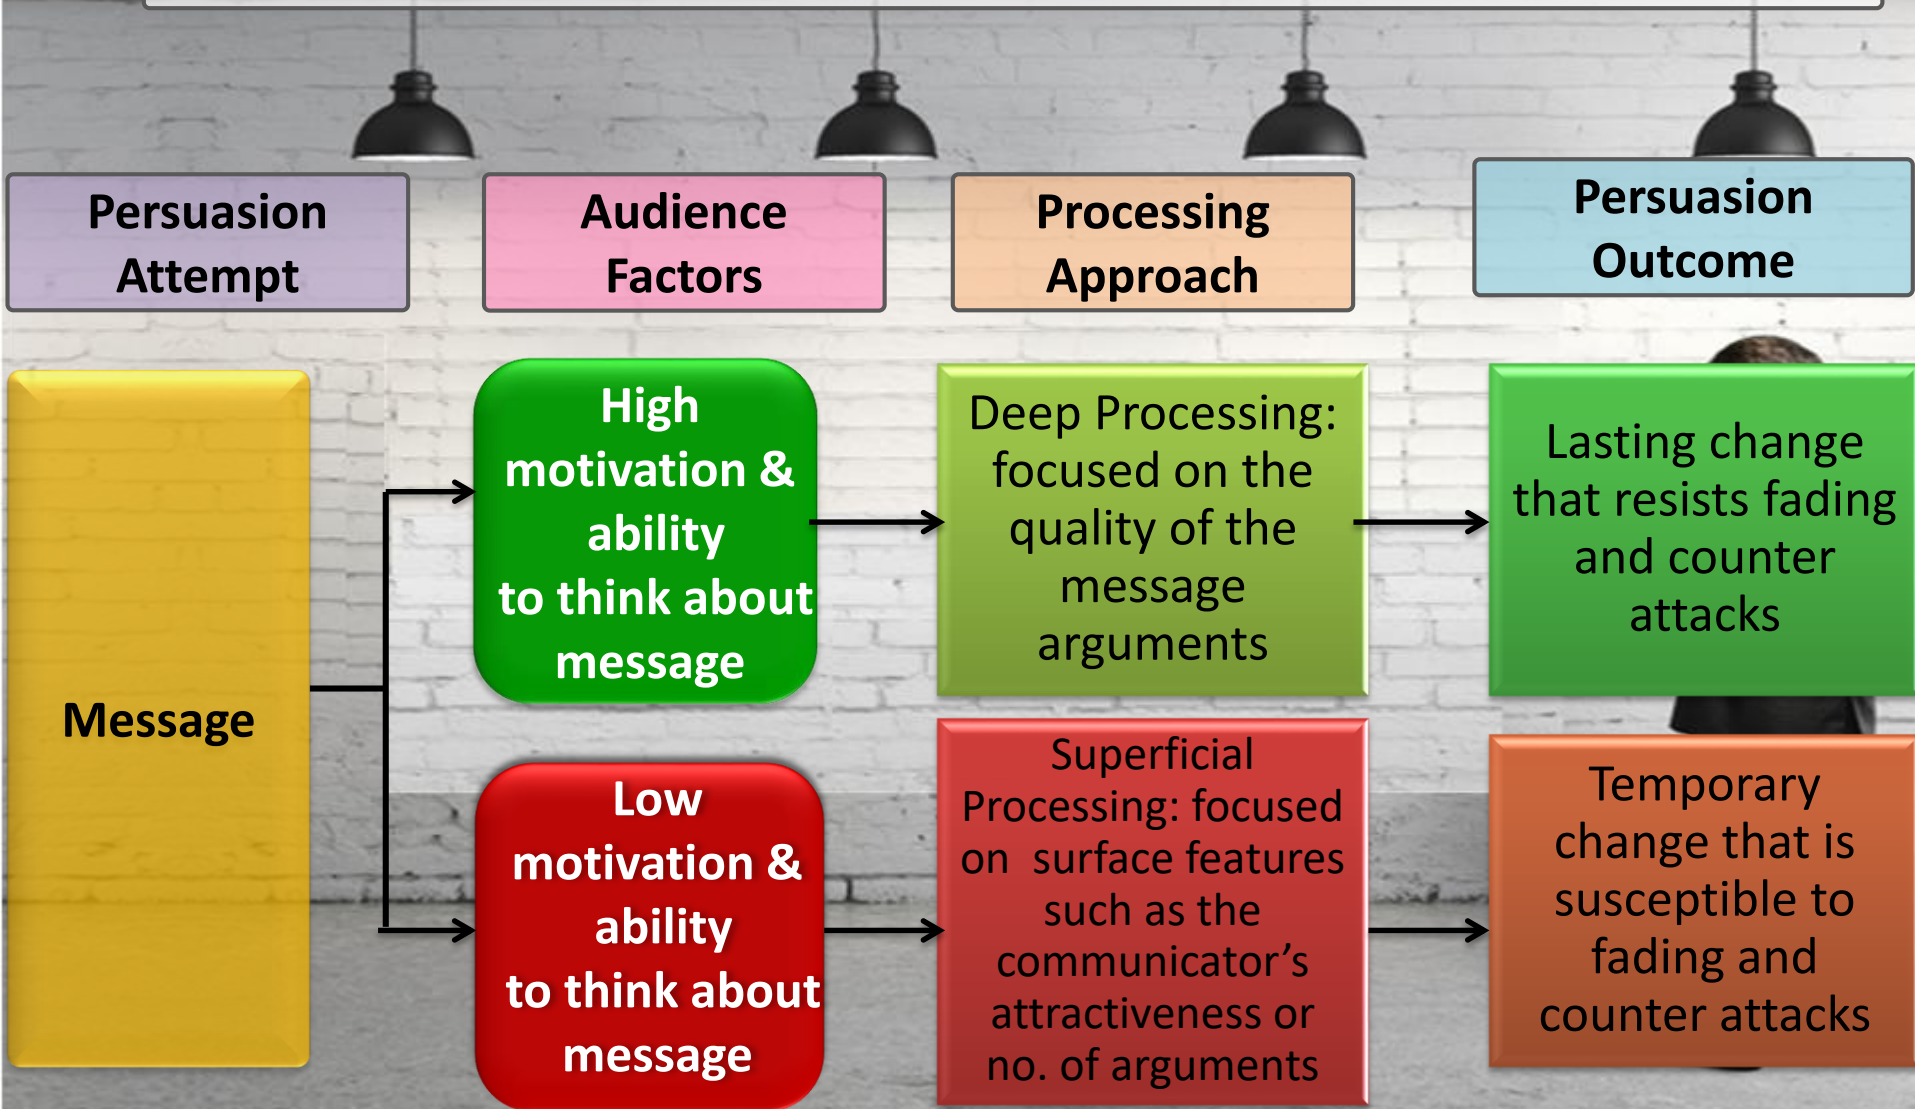 Persuasion
Attempt
Audience
Factors
Processing
Approach
Persuasion
Outcome
Message
High
motivation &
ability
to think about
message
Deep Processing:
focused on the
quality of the
message
arguments
Lasting change
that resists fading
and counter
attacks
Low
motivation &
ability
to think about
message
Superficial
Processing: focused
on surface features
such as the
communicator’s
attractiveness or
no. of arguments
Temporary
change that is
susceptible to
fading and
counter attacks